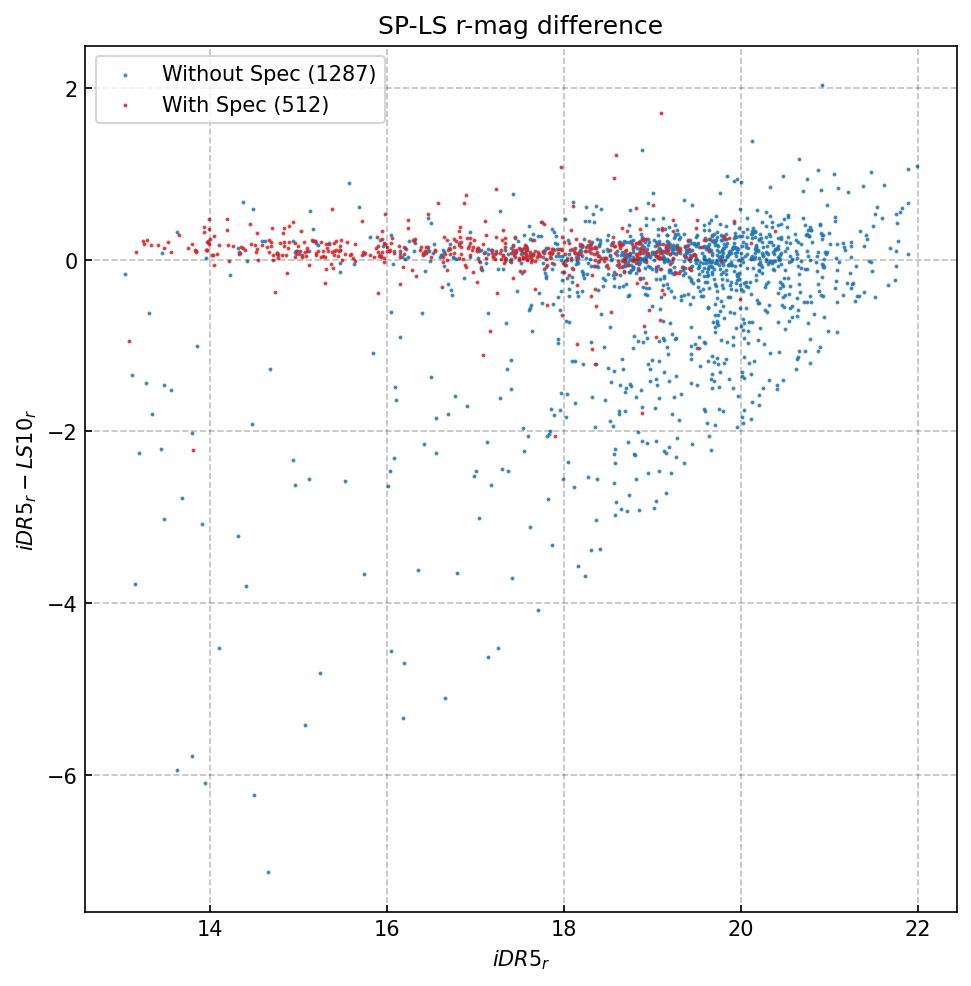 SP-LS r-mag difference
Without Spec (1287)
With Spec (512)
2
0
−2
−4
−6
iDR5r − LS10r
14 16 18 20 22
iDR5r